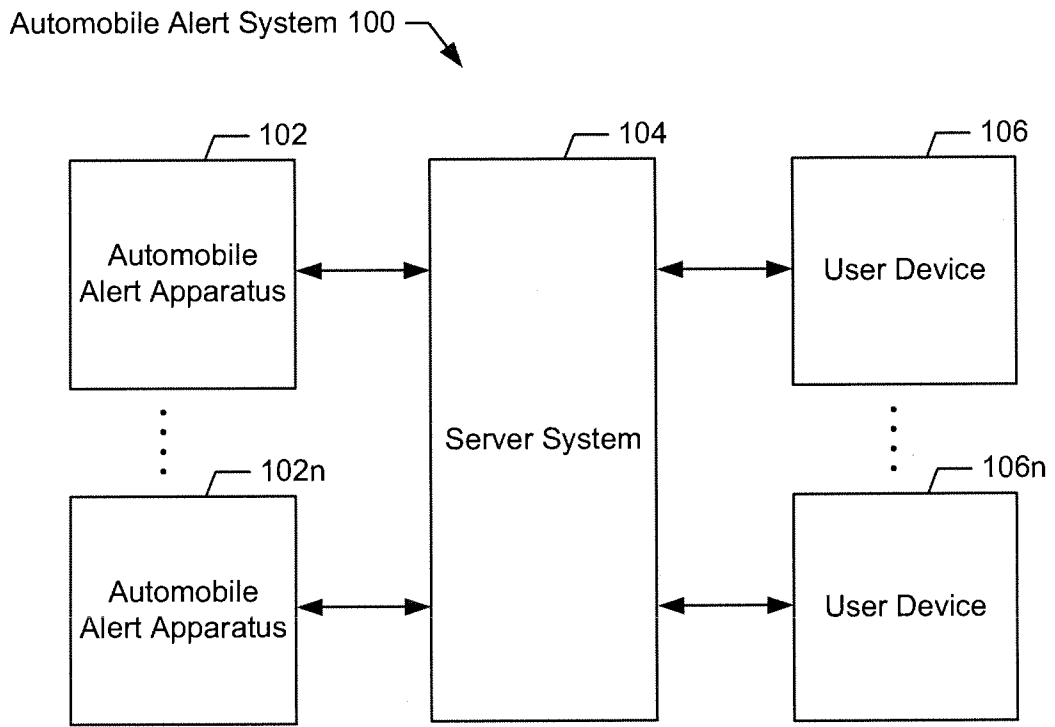 Automobile Alert System 100
102
104
106
Automobile
Alert Apparatus
User Device
Server System
102n
106n
Automobile
Alert Apparatus
User Device